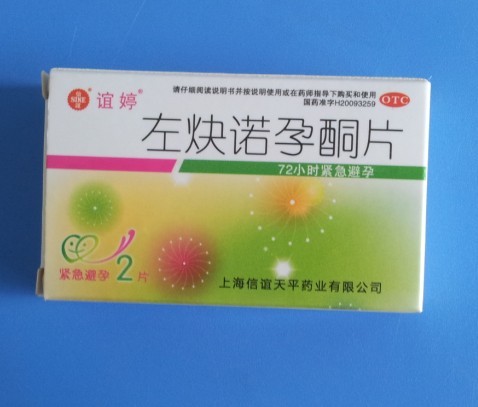 信
SINE
谊
谊婷®
请仔细阅读说明书并按说明使用或在药师指导下购买和使用
国药准字H20093259
OTC
左炔诺孕酮片
72小时紧急避孕
紧急避孕2片
上海信谊天平药业有限公司